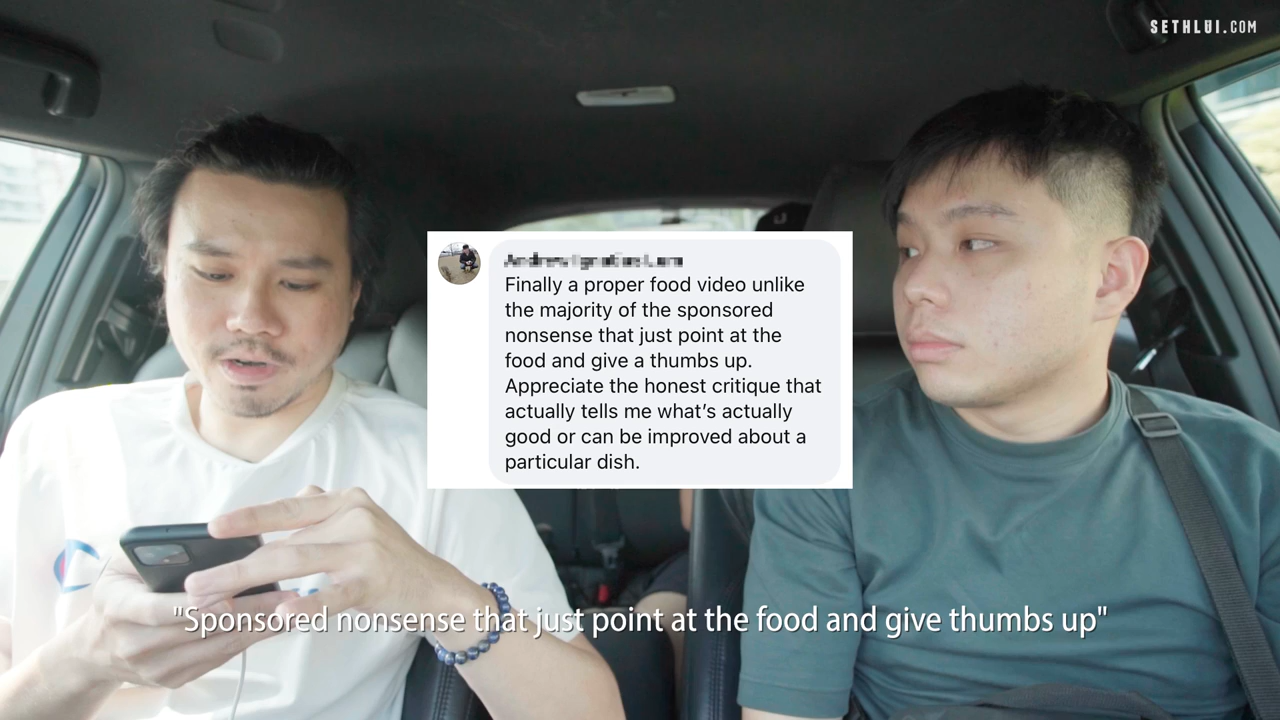 SETHLUI.COM
Finally a proper food video unlike
the majority of the sponsored
nonsense that just point at the
food and give a thumbs up.
Appreciate the honest critique that
actually tells me what’s actually
good or can be improved about a
particular dish.
"Sponsored nonsense that just point at the food and give thumbs up"